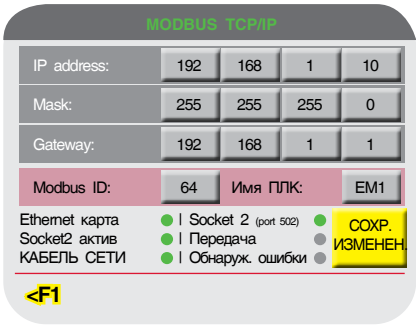 MODBUS TCP/IP
IP address: 192 168 1 10
Mask: 255 255 255 0
Gateway: 192 168 1 1
Modbus ID: 64 Имя ПЛК: EM1
Ethernet карта | Socket 2 (port 502)
Socket2 актив | Передача
КАБЕЛЬ СЕТИ | Обнаруж. ошибки
СОХР.
ИЗМЕНЕН.
<F1